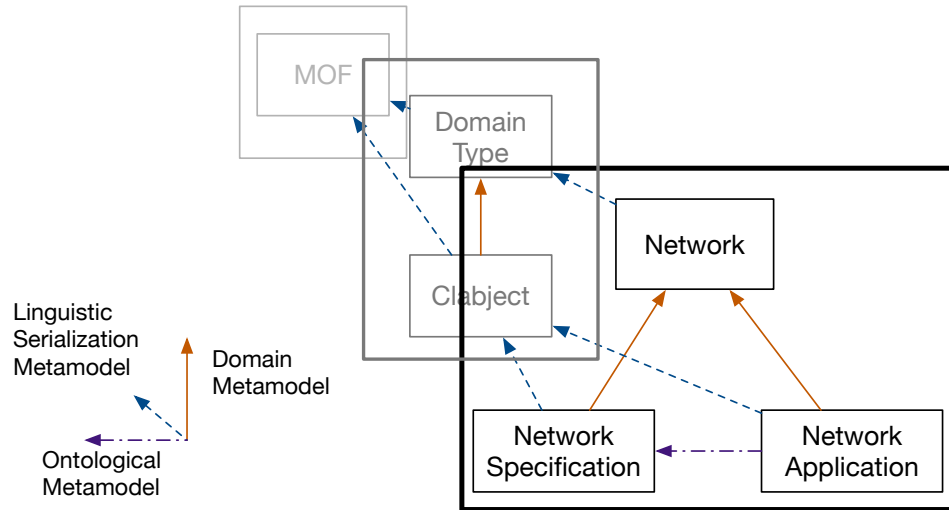 MOF
Domain
Type
Network
Clabject
Linguistic
Serialization
Metamodel
Domain
Metamodel
Ontological
Metamodel
Network
Specification
Network
Application